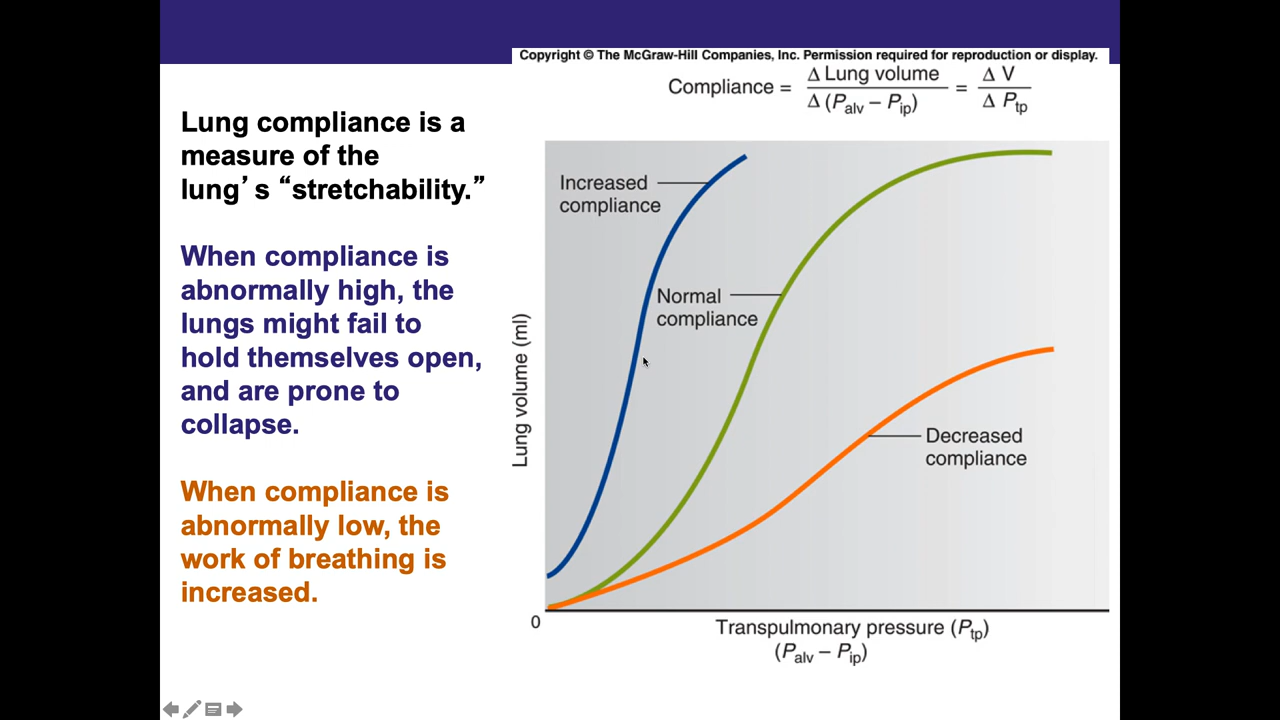 Copyright © The McGraw-Hill Companies, Inc. Permission required for reproduction or display.
Compliance = Δ Lung volume / Δ (Palv – Pip) = Δ V / Δ Ptp
Lung compliance is a
measure of the
lung's “stretchability.”
When compliance is
abnormally high, the
lungs might fail to
hold themselves open,
and are prone to
collapse.
When compliance is
abnormally low, the
work of breathing is
increased.
Lung volume (ml)
Increased
compliance
Normal
compliance
Decreased
compliance
0
Transpulmonary pressure (Ptp)
(Palv – Pip)